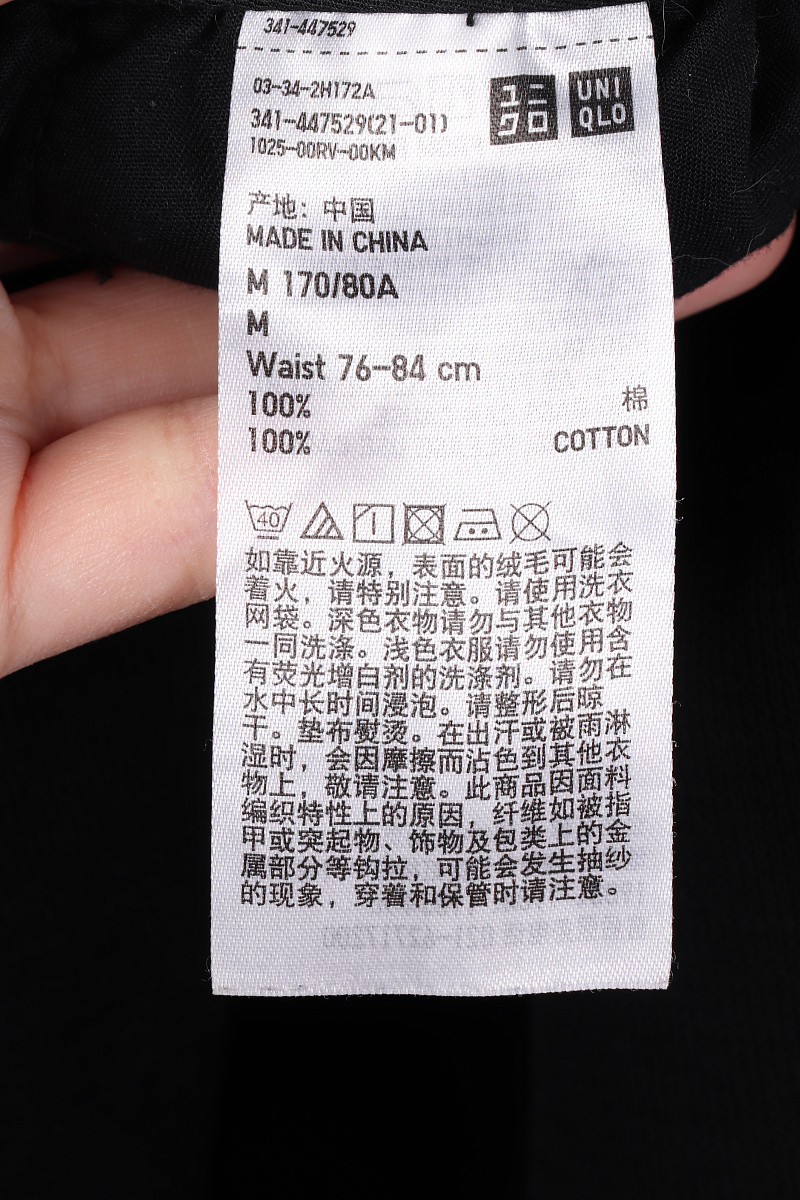 341-447529
03-34-2H172A
341-447529(21-01)
1025-00RV-00KM
ユニ
クロ
UNI
QLO
产地: 中国
MADE IN CHINA
M 170/80A
M
Waist 76-84 cm
100% 棉
100% COTTON
40
如靠近火源，表面的绒毛可能会
着火，请特别注意。请使用洗衣
网袋。深色衣物请勿与其他衣物
一同洗涤。浅色衣服请勿使用含
有荧光增白剂的洗涤剂。请勿在
水中长时间浸泡。请整形后晾
干。垫布熨烫。在出汗或被雨淋
湿时，会因摩擦而沾色到其他衣
物上，敬请注意。此商品因面料
编织特性上的原因，纤维如被指
甲或突起物、饰物及包类上的金
属部分等钩拉，可能会发生抽纱
的现象，穿着和保管时请注意。